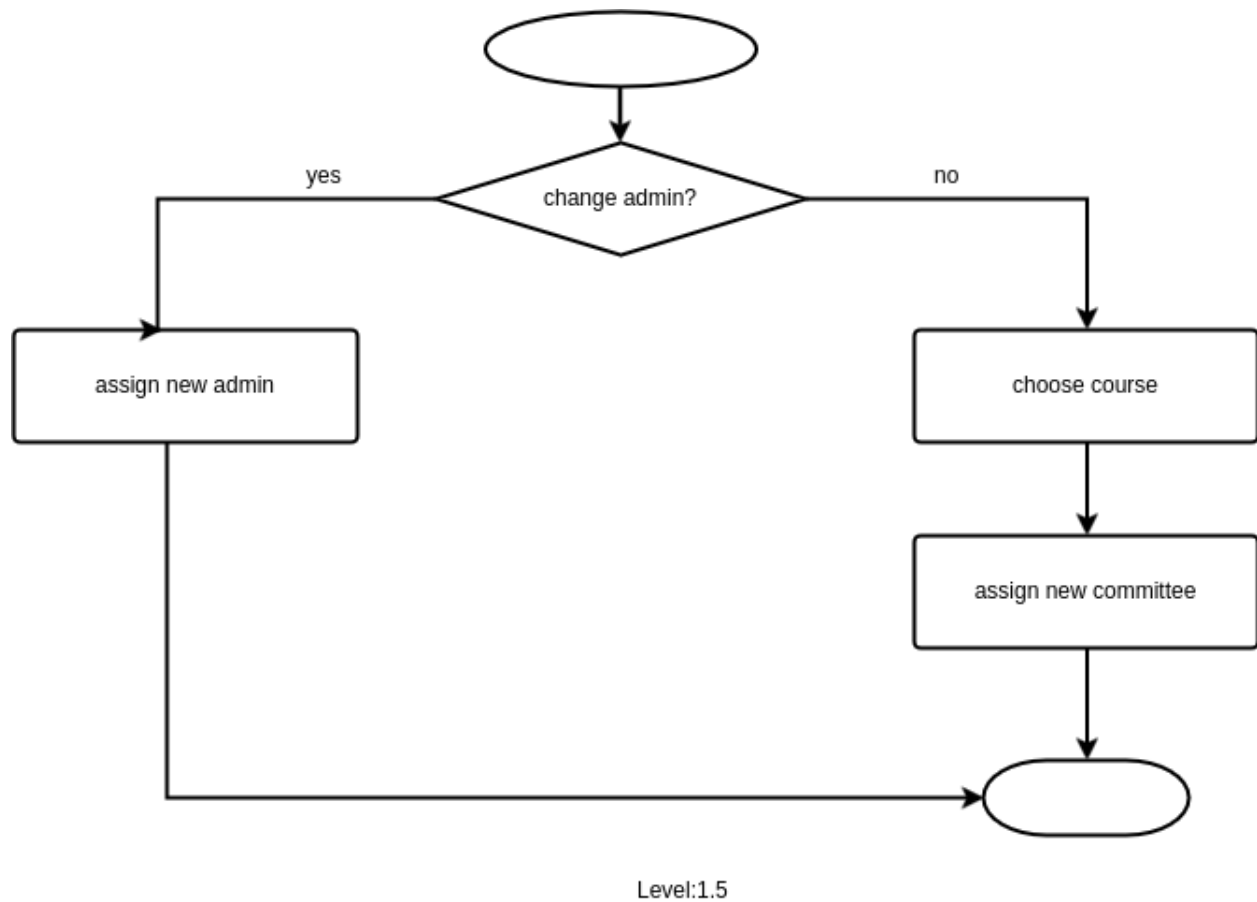 yes
no
change admin?
assign new admin
choose course
assign new committee
Level:1.5